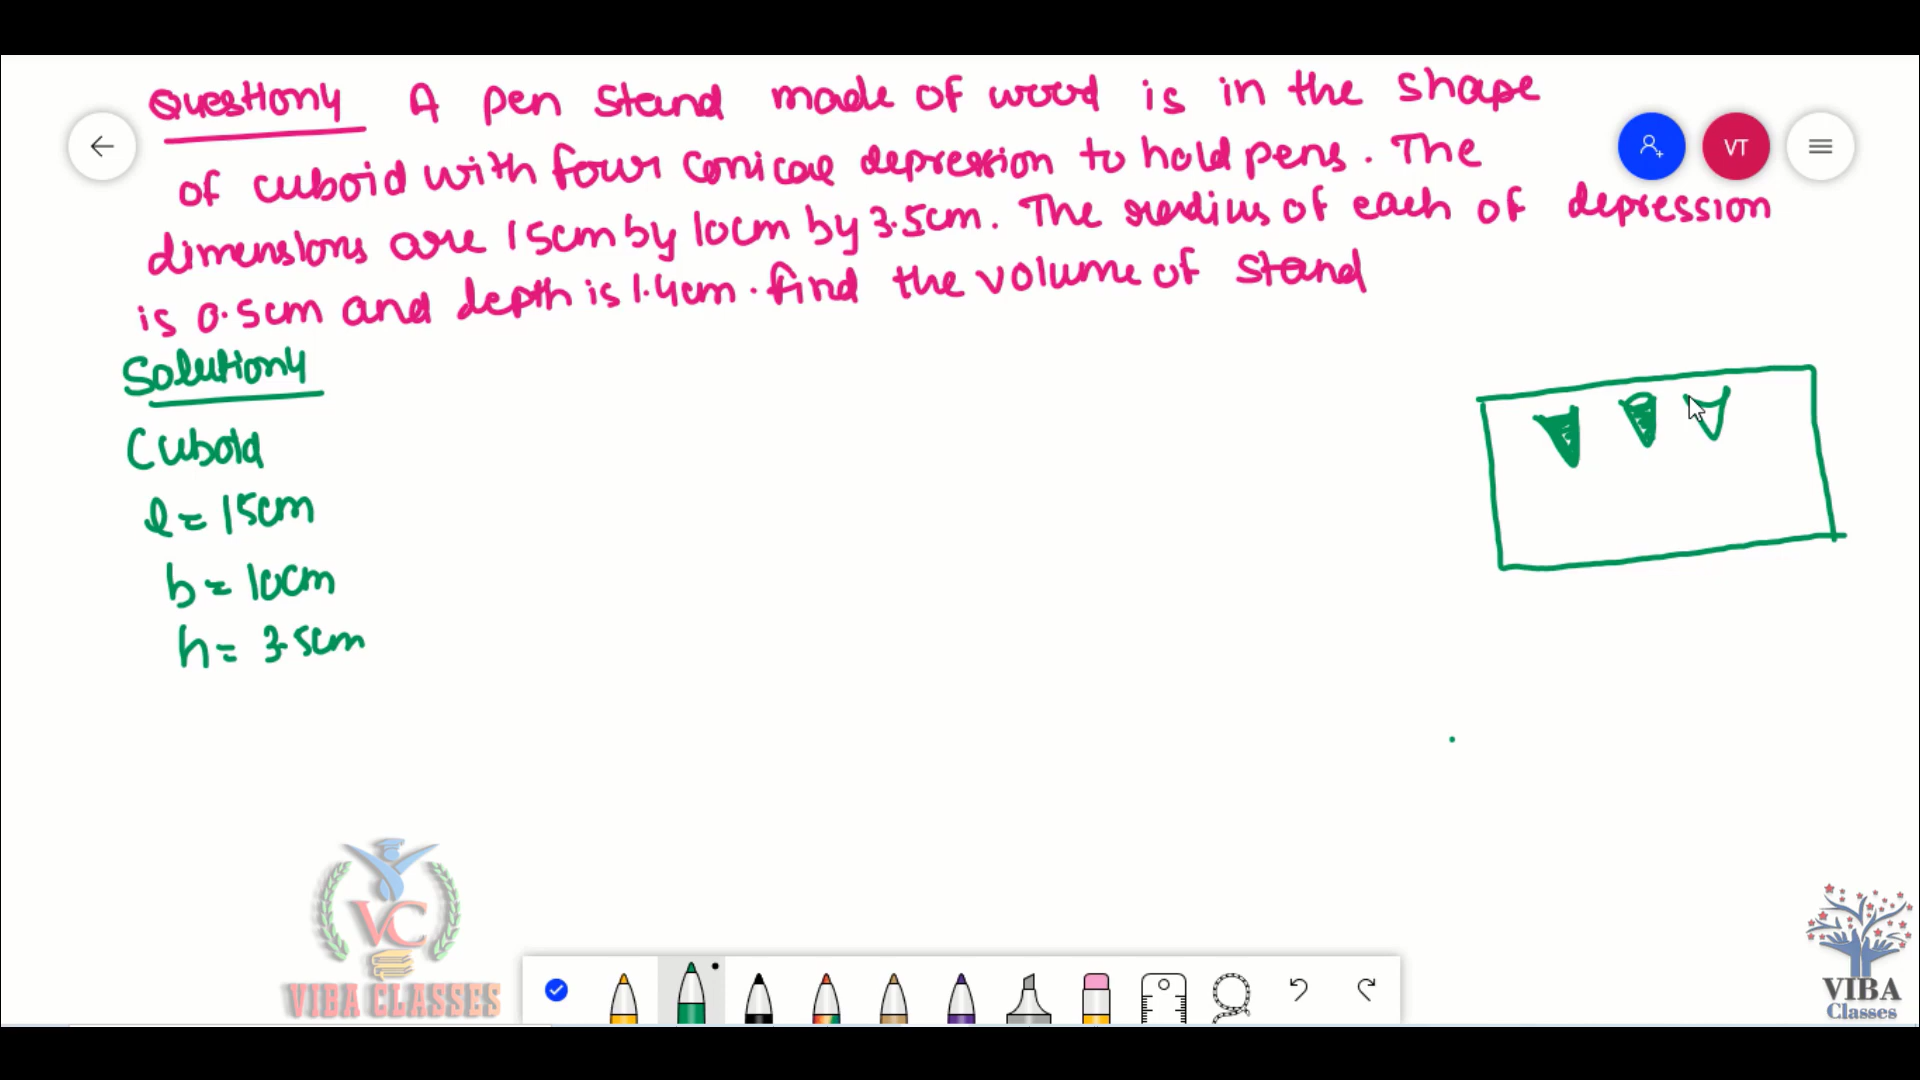 Question A pen stand made of wood is in the shape
of cuboid with four conical depression to hold pens. The
dimensions are 15cm by 10cm by 3.5cm. The radius of each of depression
is 0.5cm and depth is 1.4cm. find the volume of stand
Solution
Cuboid
l = 15cm
b = 10cm
h = 3.5cm
VT
VC
VIBA CLASSES
VIBA
Classes